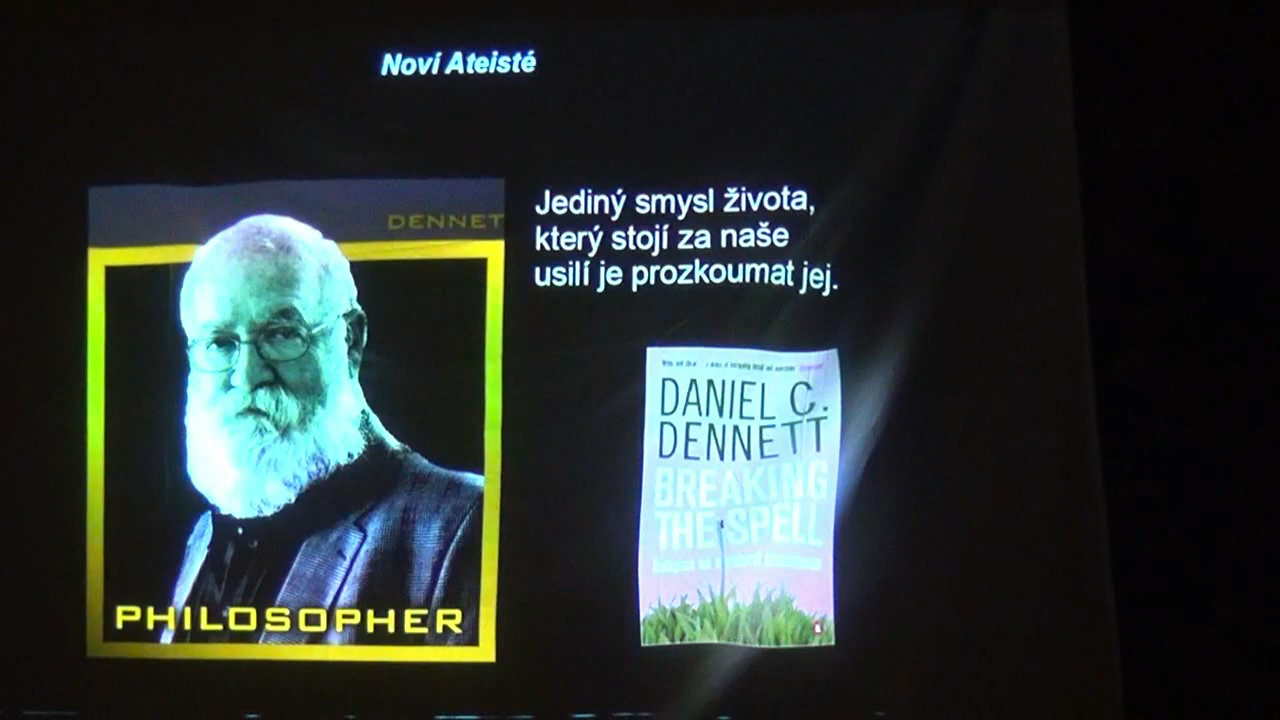 Noví Ateisté
DENNET
Jediný smysl života,
který stojí za naše
usilí je prozkoumat jej.
DANIEL C.
DENNETT
BREAKING
THE SPELL
PHILOSOPHER